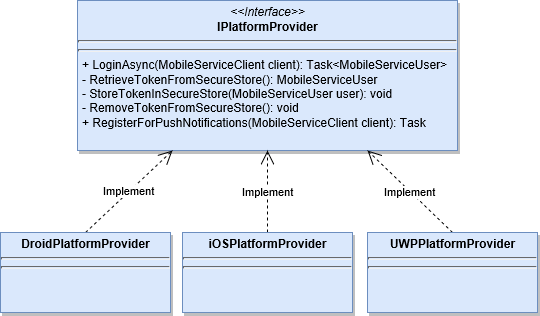 <<Interface>>
IPlatformProvider
+ LoginAsync(MobileServiceClient client): Task<MobileServiceUser>
- RetrieveTokenFromSecureStore(): MobileServiceUser
- StoreTokenInSecureStore(MobileServiceUser user): void
- RemoveTokenFromSecureStore(): void
+ RegisterForPushNotifications(MobileServiceClient client): Task
Implement Implement Implement
DroidPlatformProvider iOSPlatformProvider UWPPlatformProvider